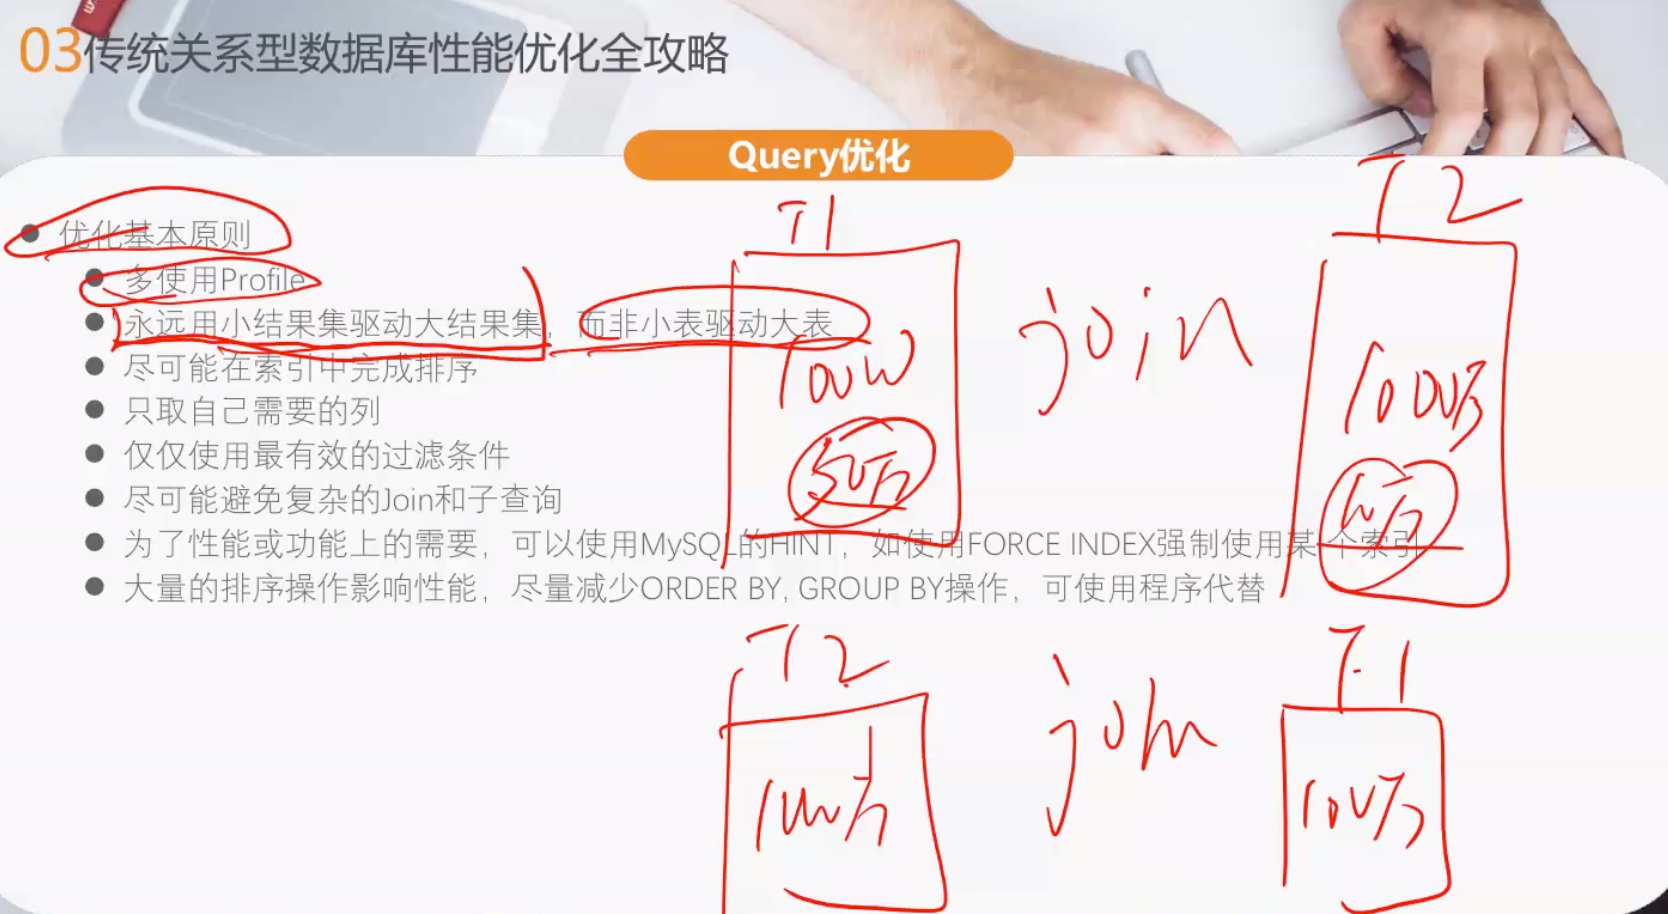 03传统关系型数据库性能优化全攻略
Query优化
优化基本原则
多使用Profile
永远用小结果集驱动大结果集，而非小表驱动大表
尽可能在索引中完成排序
只取自己需要的列
仅仅使用最有效的过滤条件
尽可能避免复杂的Join和子查询
为了性能或功能上的需要，可以使用MySQL的HINT，如使用FORCE INDEX强制使用某个索引
大量的排序操作影响性能，尽量减少ORDER BY, GROUP BY操作，可使用程序代替
T1 join T2
100W 1000万
50万
T2 join T1
1000万 100万